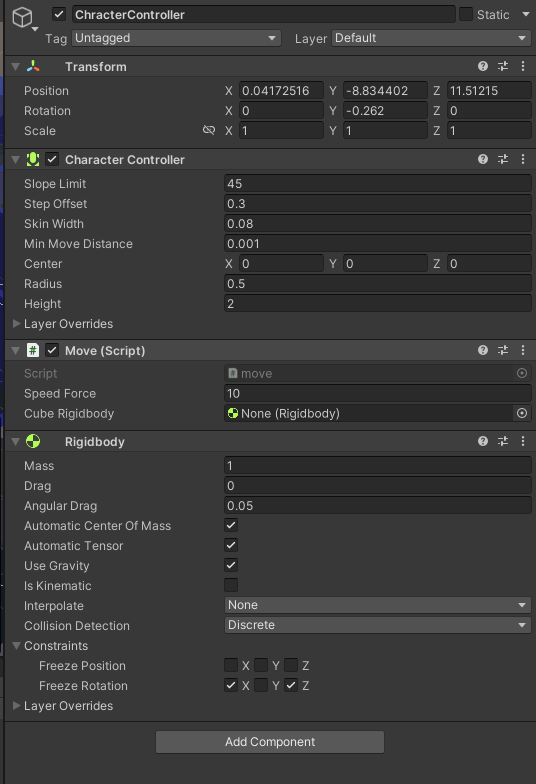 ChracterController Static
Tag Untagged Layer Default
Transform
Position X 0.04172516 Y -8.834402 Z 11.51215
Rotation X 0 Y -0.262 Z 0
Scale X 1 Y 1 Z 1
Character Controller
Slope Limit 45
Step Offset 0.3
Skin Width 0.08
Min Move Distance 0.001
Center X 0 Y 0 Z 0
Radius 0.5
Height 2
Layer Overrides
# Move (Script)
Script # move
Speed Force 10
Cube Rigidbody None (Rigidbody)
Rigidbody
Mass 1
Drag 0
Angular Drag 0.05
Automatic Center Of Mass
Automatic Tensor
Use Gravity
Is Kinematic
Interpolate None
Collision Detection Discrete
Constraints
Freeze Position X Y Z
Freeze Rotation X Y Z
Layer Overrides
Add Component